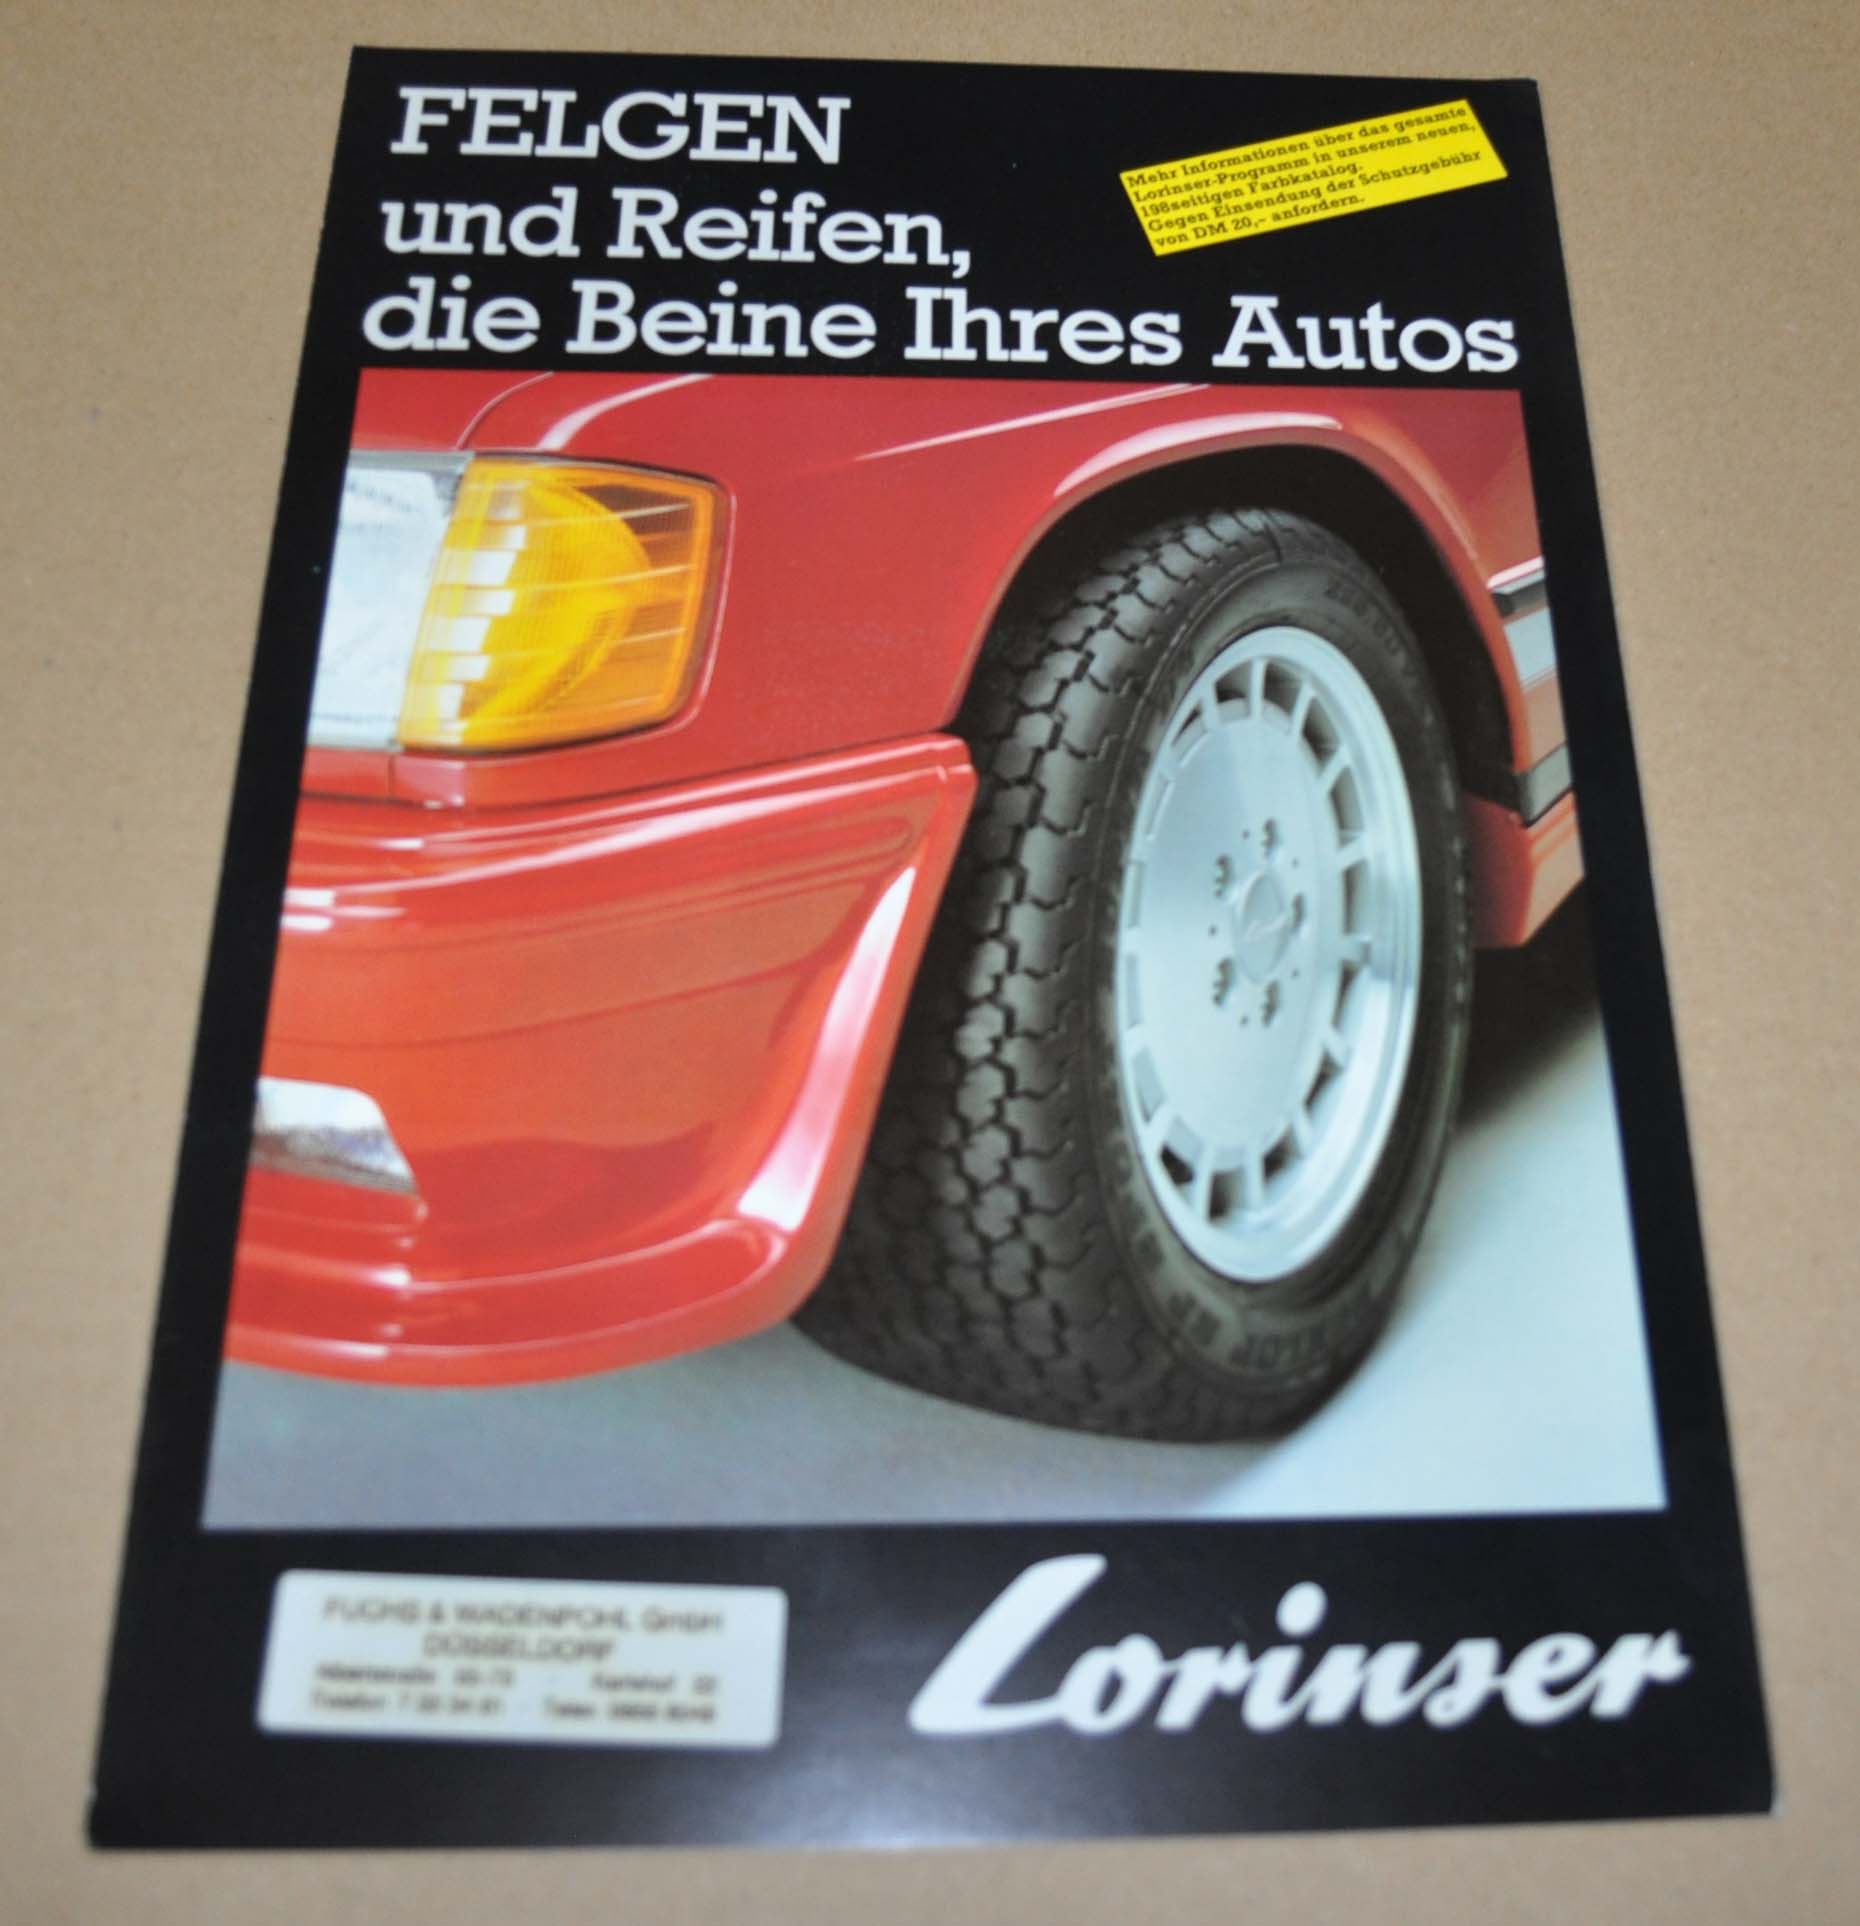 FELGEN
und Reifen,
die Beine Ihres Autos
Mehr Informationen über das gesamte
Lorinser-Programm in unserem neuen,
198seitigen Farbkatalog.
Gegen Einsendung der Schutzgebühr
von DM 20,- anfordern.
FUCHS & WADENPOHL GmbH
DÜSSELDORF
Telefon
Lorinser